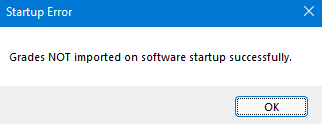 Startup Error
Grades NOT imported on software startup successfully.
OK